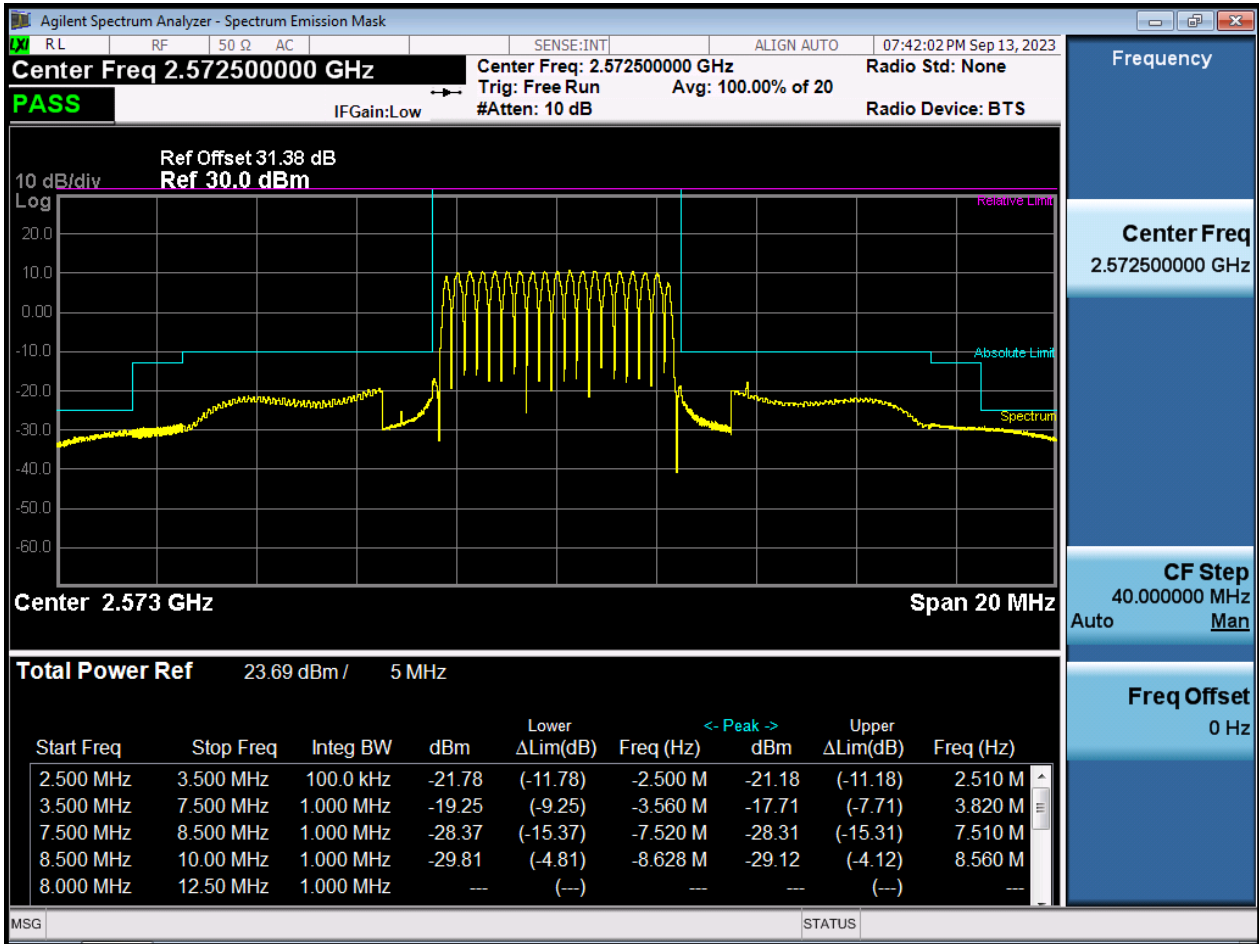 Agilent Spectrum Analyzer - Spectrum Emission Mask
LXI RL RF 50 Ω AC SENSE:INT ALIGN AUTO 07:42:02 PM Sep 13, 2023
Center Freq 2.572500000 GHz Center Freq: 2.572500000 GHz Radio Std: None
Trig: Free Run Avg: 100.00% of 20
PASS IFGain:Low #Atten: 10 dB Radio Device: BTS
Ref Offset 31.38 dB
10 dB/div Ref 30.0 dBm
Log Relative Limit
20.0
10.0
0.00
-10.0 Absolute Limit
-20.0
Spectrum
-30.0
-40.0
-50.0
-60.0
Center 2.573 GHz Span 20 MHz
Total Power Ref 23.69 dBm / 5 MHz
Lower <- Peak -> Upper
Start Freq Stop Freq Integ BW dBm ΔLim(dB) Freq (Hz) dBm ΔLim(dB) Freq (Hz)
2.500 MHz 3.500 MHz 100.0 kHz -21.78 (-11.78) -2.500 M -21.18 (-11.18) 2.510 M
3.500 MHz 7.500 MHz 1.000 MHz -19.25 (-9.25) -3.560 M -17.71 (-7.71) 3.820 M
7.500 MHz 8.500 MHz 1.000 MHz -28.37 (-15.37) -7.520 M -28.31 (-15.31) 7.510 M
8.500 MHz 10.00 MHz 1.000 MHz -29.81 (-4.81) -8.628 M -29.12 (-4.12) 8.560 M
8.000 MHz 12.50 MHz 1.000 MHz --- (---) --- --- (---) ---
MSG STATUS
Frequency
Center Freq
2.572500000 GHz
CF Step
40.000000 MHz
Auto Man
Freq Offset
0 Hz